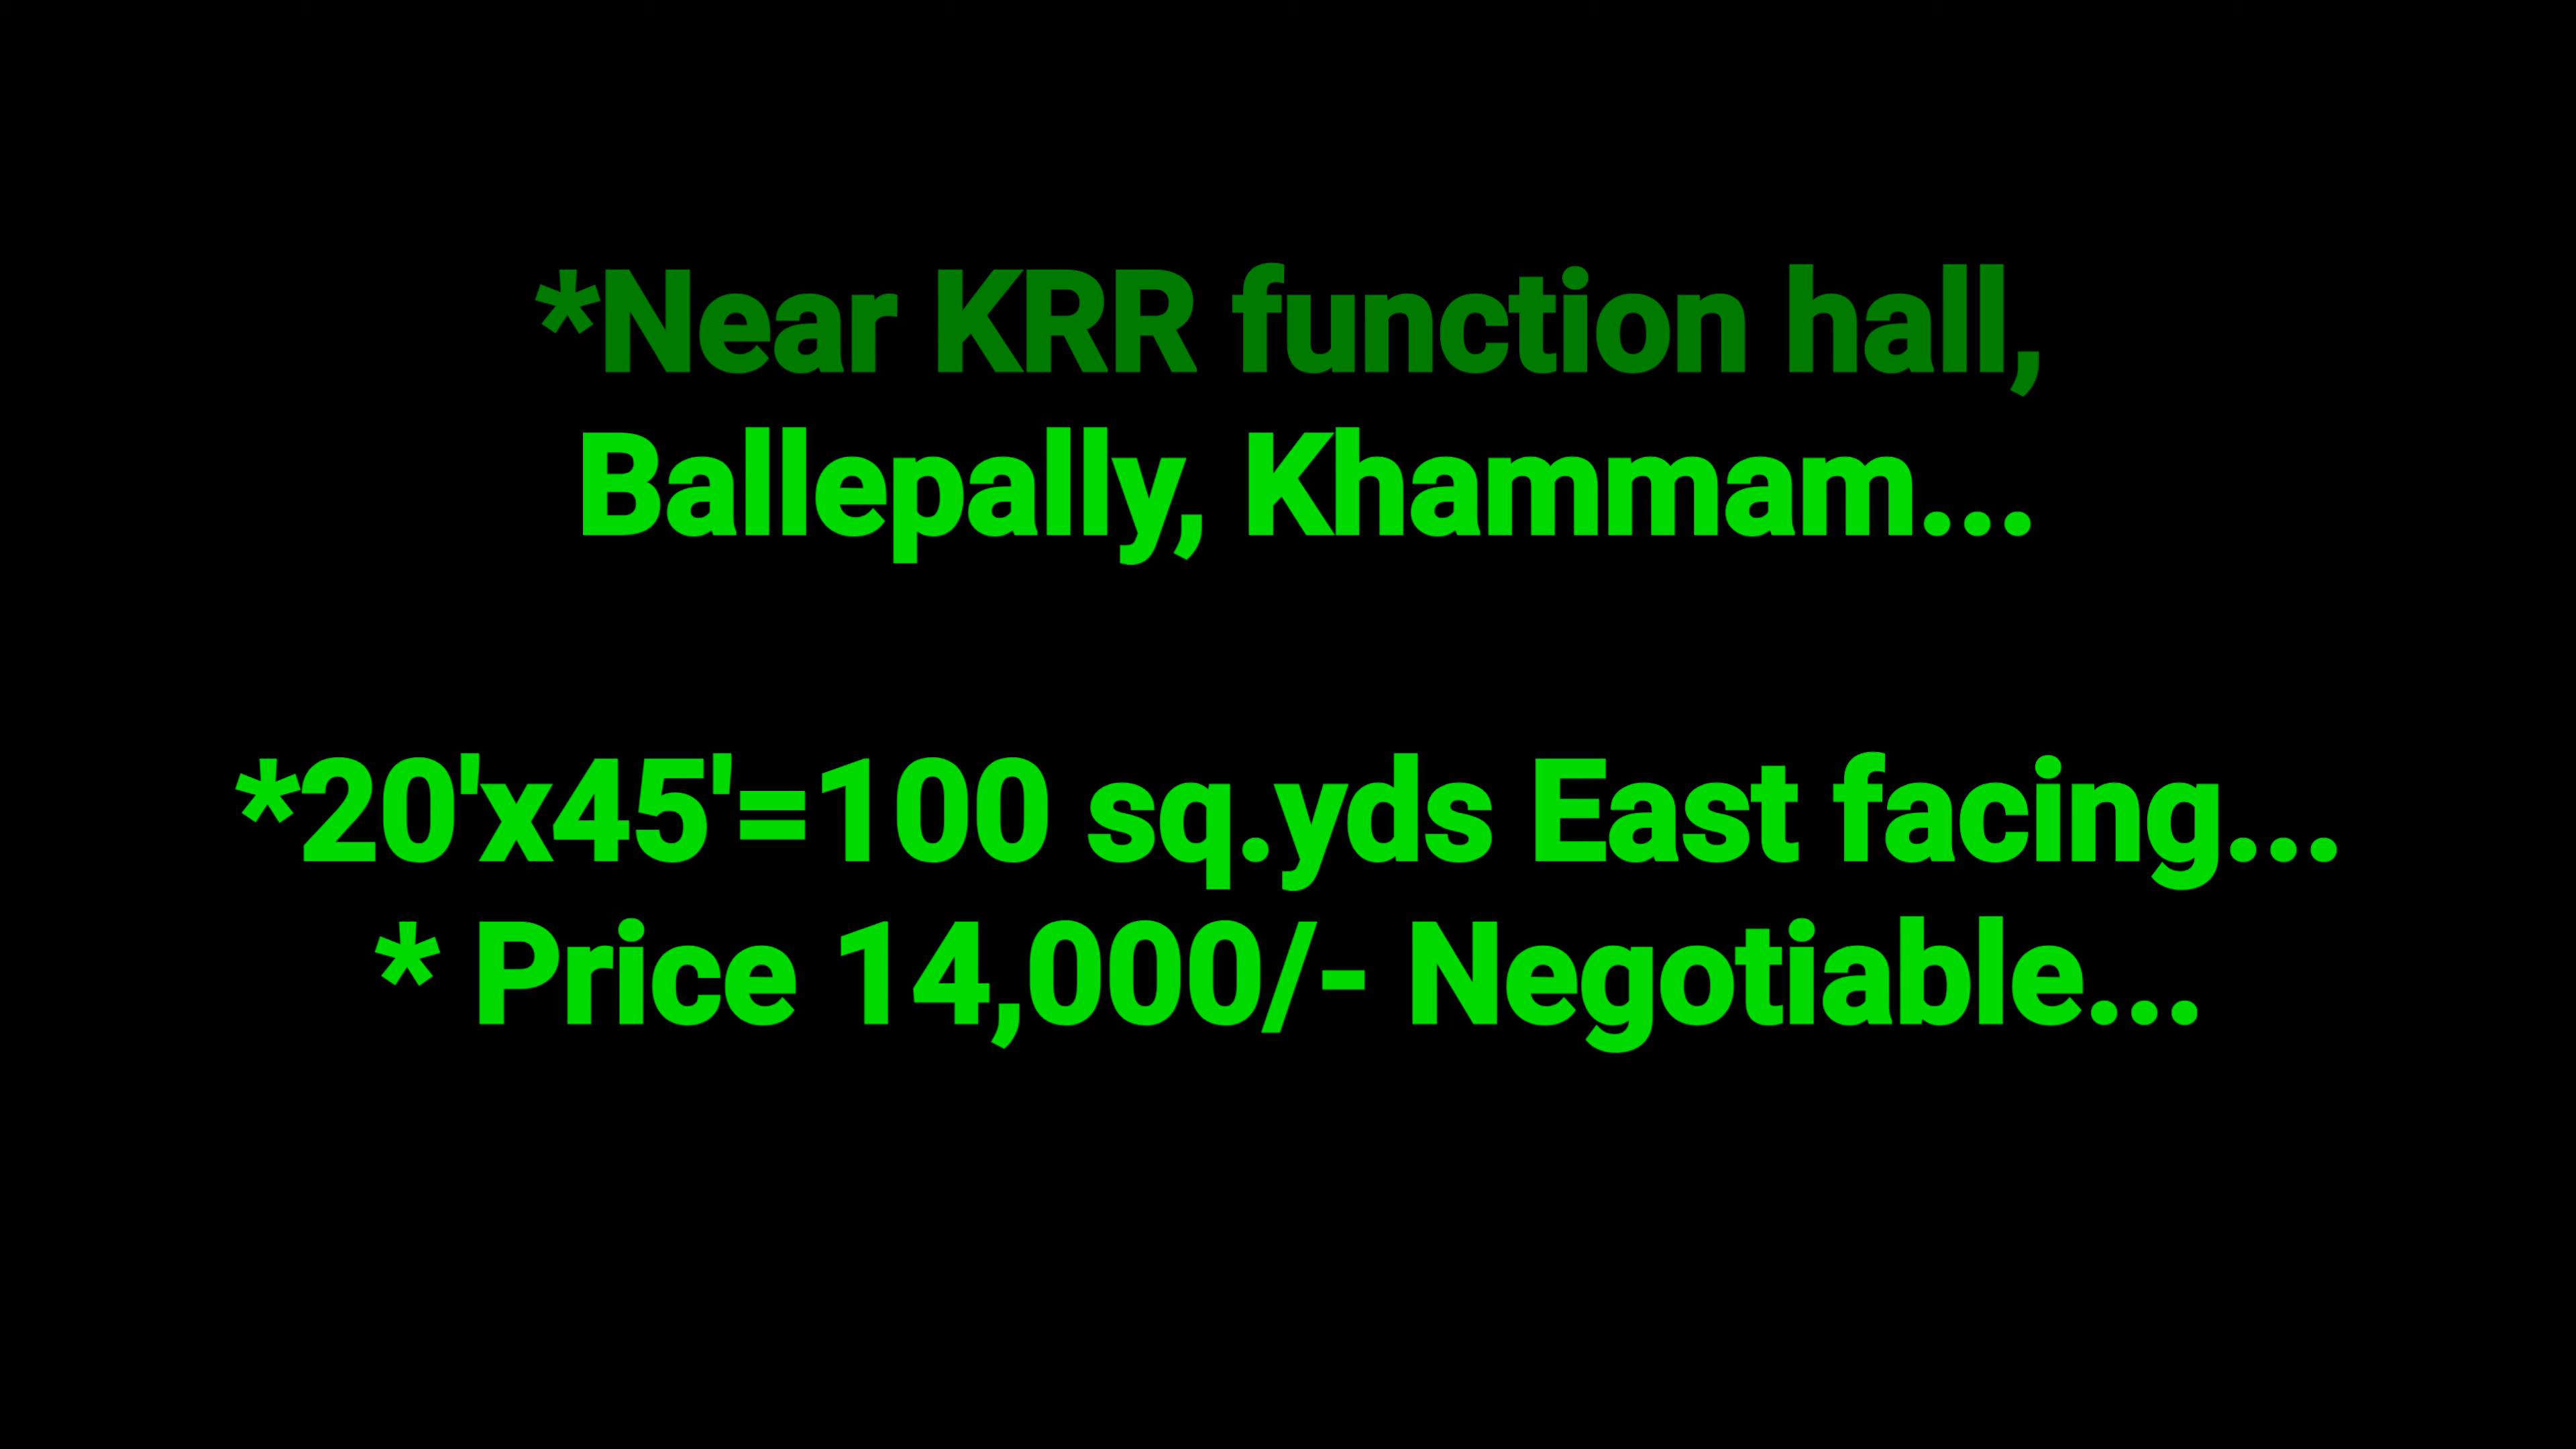 *Near KRR function hall,
Ballepally, Khammam...
*20'x45'=100 sq.yds East facing...
* Price 14,000/- Negotiable...